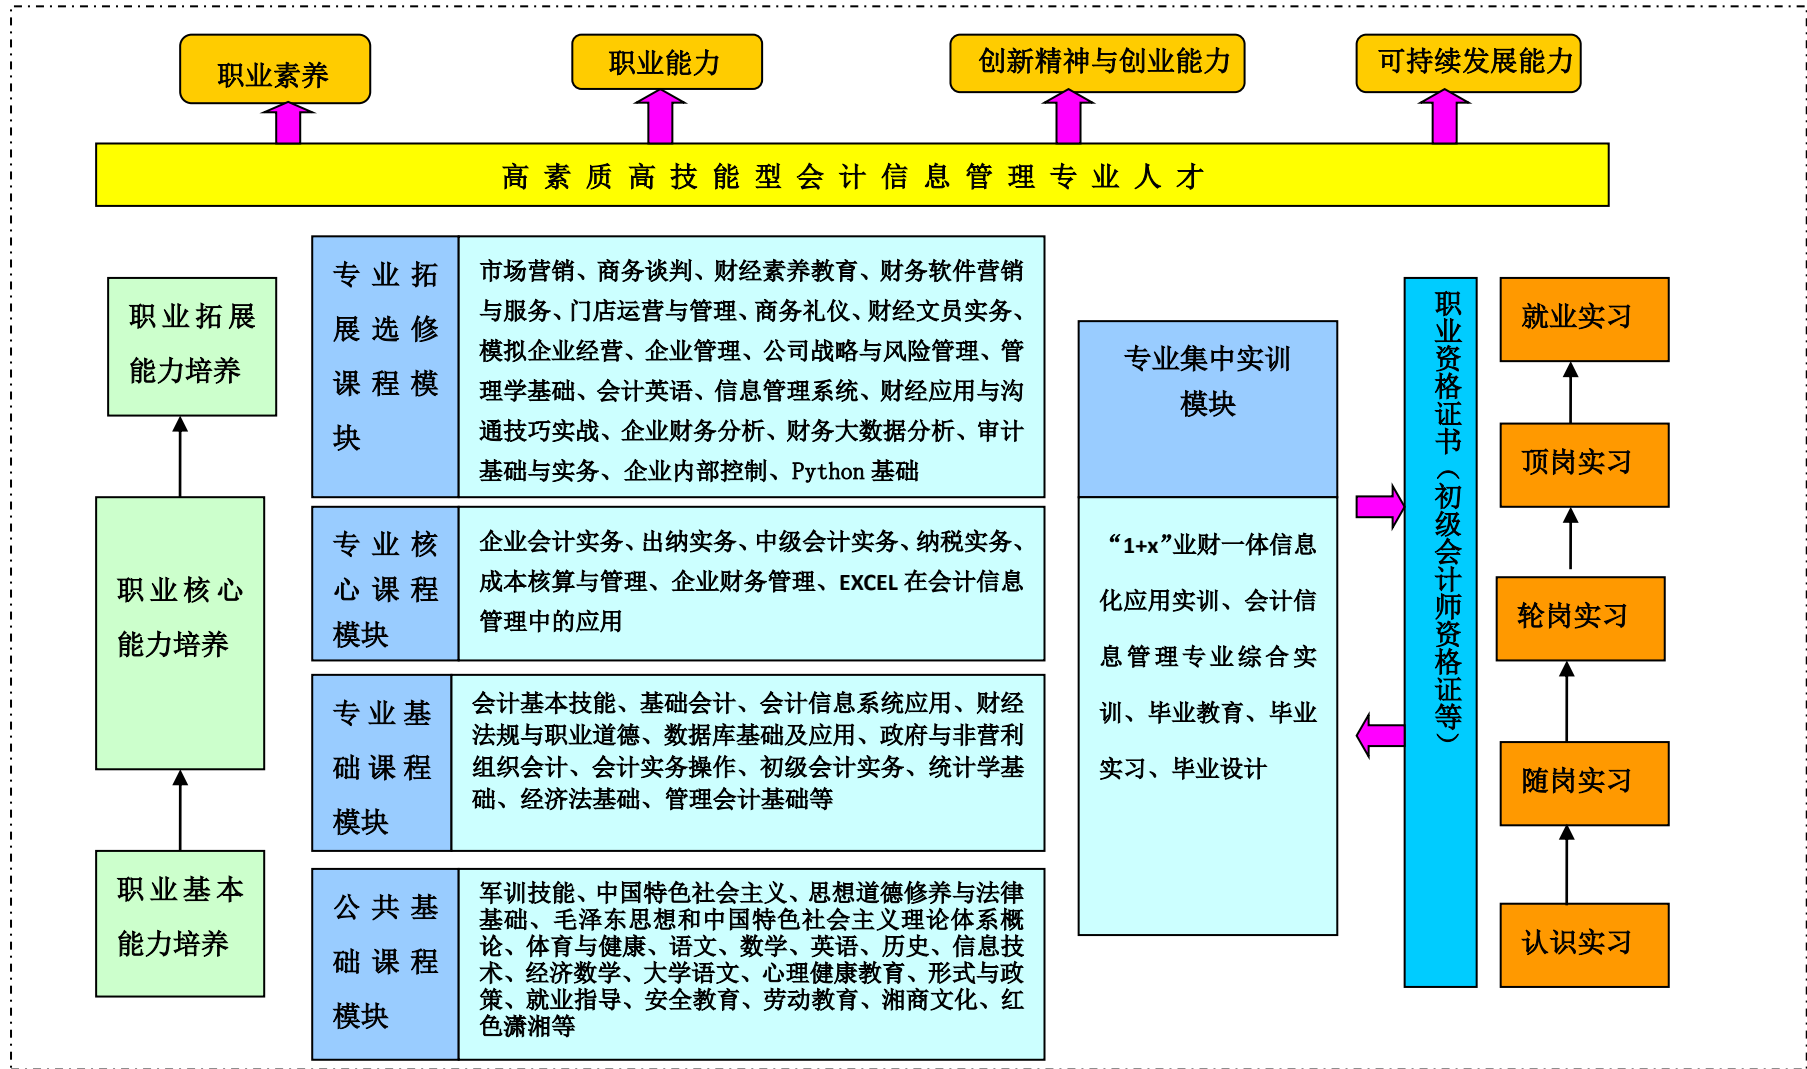 职业素养
职业能力
创新精神与创业能力
可持续发展能力
高素质高技能型会计信息管理专业人才
职业拓展
能力培养
职业核心
能力培养
职业基本
能力培养
专业拓
展选修
课程模
块
市场营销、商务谈判、财经素养教育、财务软件营销
与服务、门店运营与管理、商务礼仪、财经文员实务、
模拟企业经营、企业管理、公司战略与风险管理、管
理学基础、会计英语、信息管理系统、财经应用与沟
通技巧实战、企业财务分析、财务大数据分析、审计
基础与实务、企业内部控制、Python 基础
专业核
心课程
模块
企业会计实务、出纳实务、中级会计实务、纳税实务、
成本核算与管理、企业财务管理、EXCEL 在会计信息
管理中的应用
专业基
础课程
模块
会计基本技能、基础会计、会计信息系统应用、财经
法规与职业道德、数据库基础及应用、政府与非营利
组织会计、会计实务操作、初级会计实务、统计学基
础、经济法基础、管理会计基础等
公共基
础课程
模块
军训技能、中国特色社会主义、思想道德修养与法律
基础、毛泽东思想和中国特色社会主义理论体系概
论、体育与健康、语文、数学、英语、历史、信息技
术、经济数学、大学语文、心理健康教育、形式与政
策、就业指导、安全教育、劳动教育、湘商文化、红
色潇湘等
专业集中实训
模块
“1+x”业财一体信息
化应用实训、会计信
息管理专业综合实
训、毕业教育、毕业
实习、毕业设计
职业资格证书（初级会计师资格证等）
就业实习
顶岗实习
轮岗实习
随岗实习
认识实习